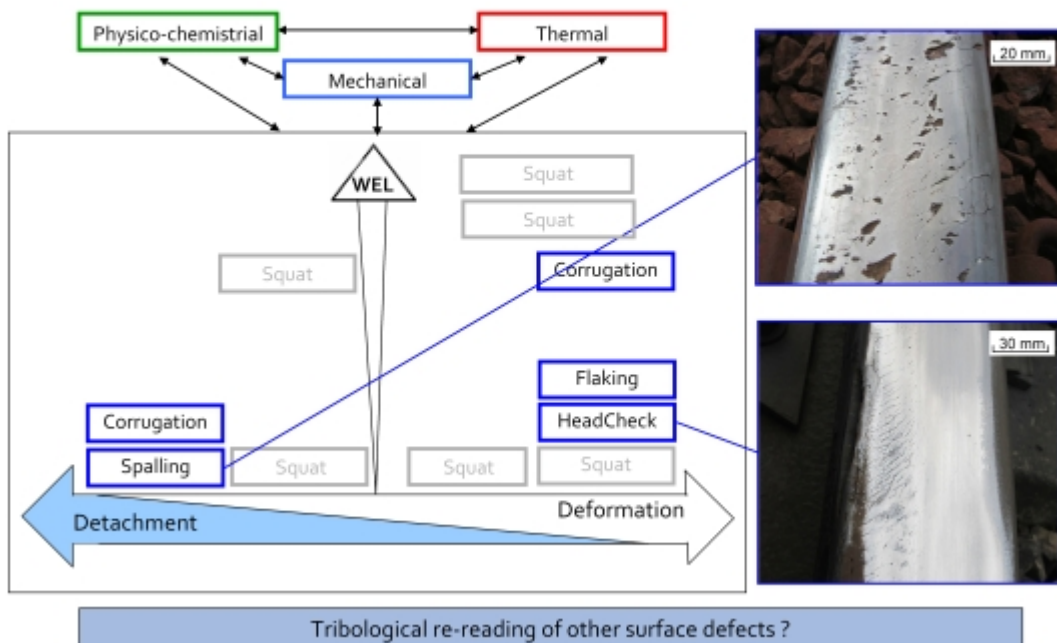 Physico-chemistrial
Thermal
Mechanical
20 mm
WEL
Squat
Squat
Squat
Corrugation
30 mm
Flaking
Corrugation
HeadCheck
Spalling
Squat
Squat
Squat
Detachment
Deformation
Tribological re-reading of other surface defects ?